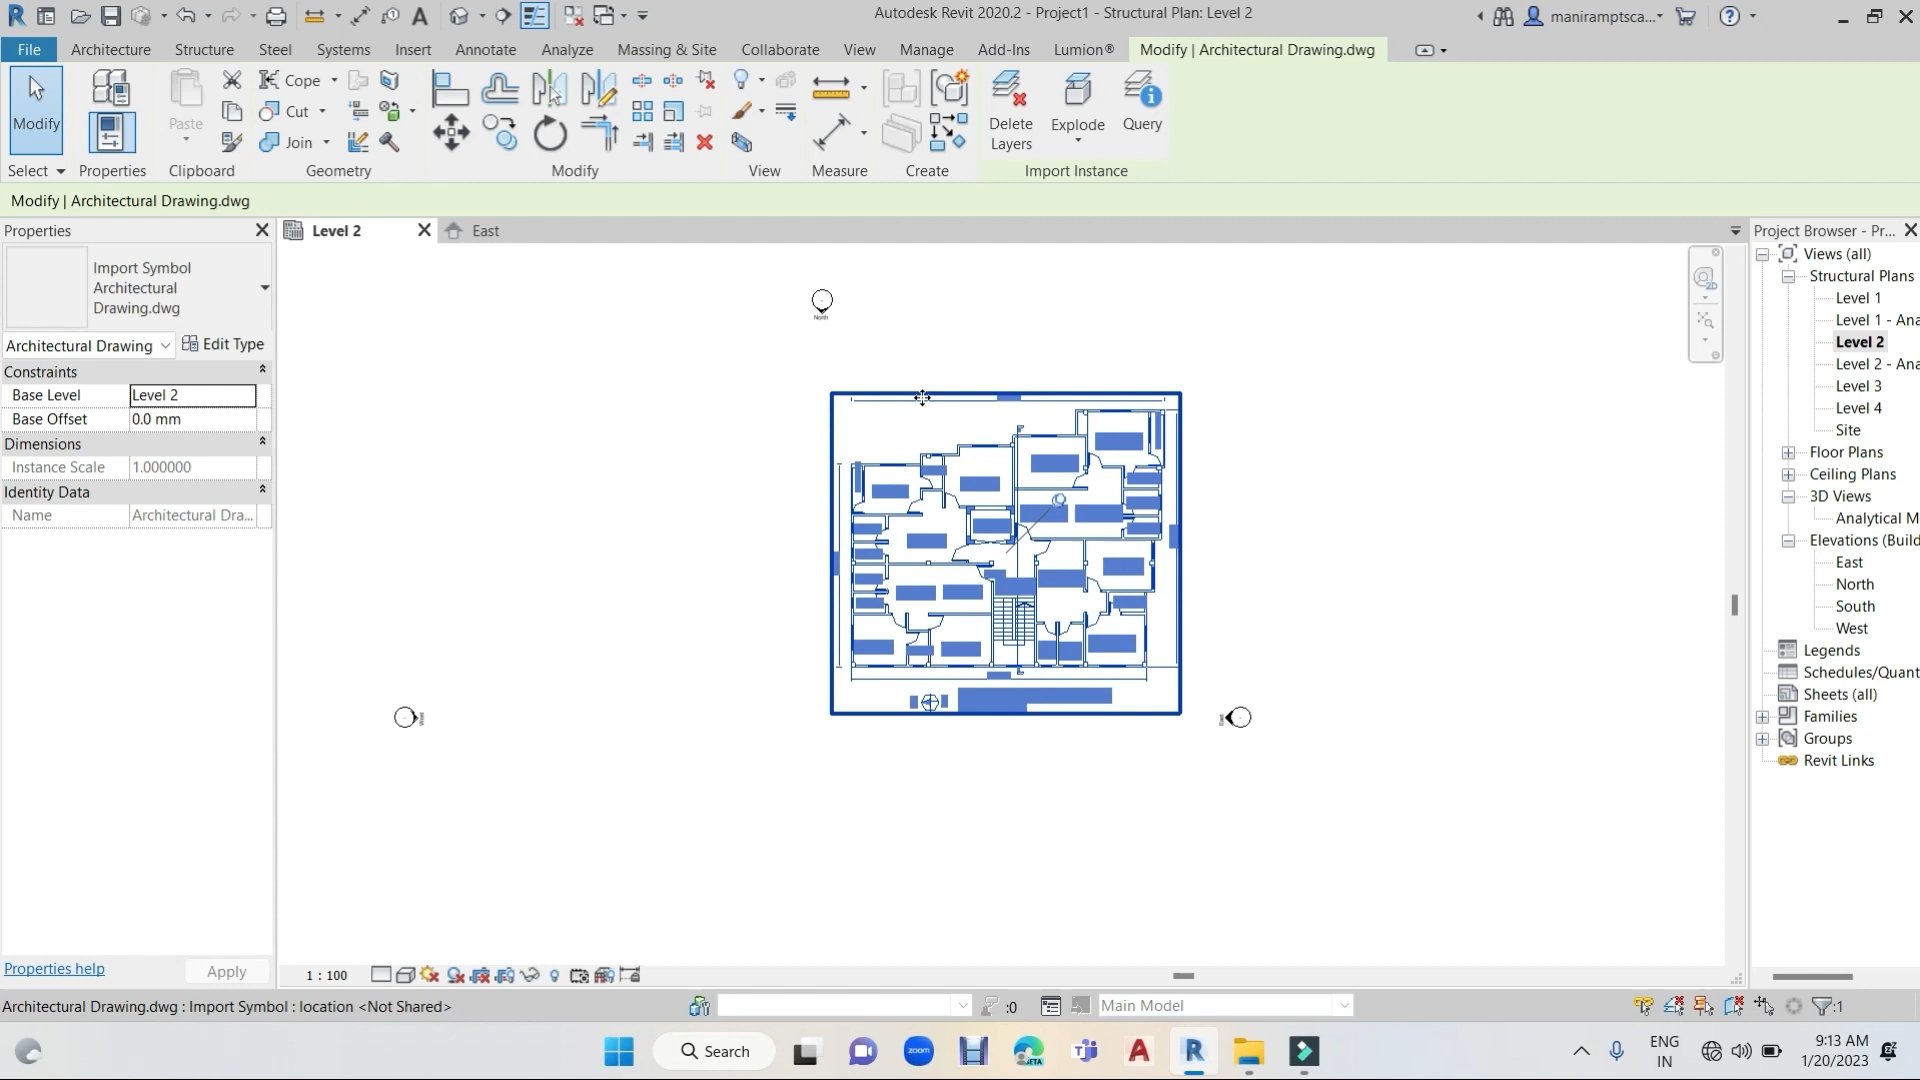 Autodesk Revit 2020.2 - Project1 - Structural Plan: Level 2
maniramptsca...
File
Architecture
Structure
Steel
Systems
Insert
Annotate
Analyze
Massing & Site
Collaborate
View
Manage
Add-Ins
Lumion®
Modify | Architectural Drawing.dwg
Modify
Paste
Cope
Cut
Join
Delete
Layers
Explode
Query
Select
Properties
Clipboard
Geometry
Modify
View
Measure
Create
Import Instance
Modify | Architectural Drawing.dwg
Properties
Import Symbol
Architectural
Drawing.dwg
Architectural Drawing
Edit Type
Constraints
Base Level
Level 2
Base Offset
0.0 mm
Dimensions
Instance Scale
1.000000
Identity Data
Name
Architectural Dra...
Properties help
Apply
Level 2
East
North
2D
1 : 100
Project Browser - Pr...
Views (all)
Structural Plans
Level 1
Level 1 - Ana
Level 2
Level 2 - Ana
Level 3
Level 4
Site
Floor Plans
Ceiling Plans
3D Views
Analytical M
Elevations (Build
East
North
South
West
Legends
Schedules/Quant
Sheets (all)
Families
Groups
Revit Links
Architectural Drawing.dwg : Import Symbol : location <Not Shared>
:0
Main Model
:1
Search
zoom
BETA
ENG
IN
9:13 AM
1/20/2023